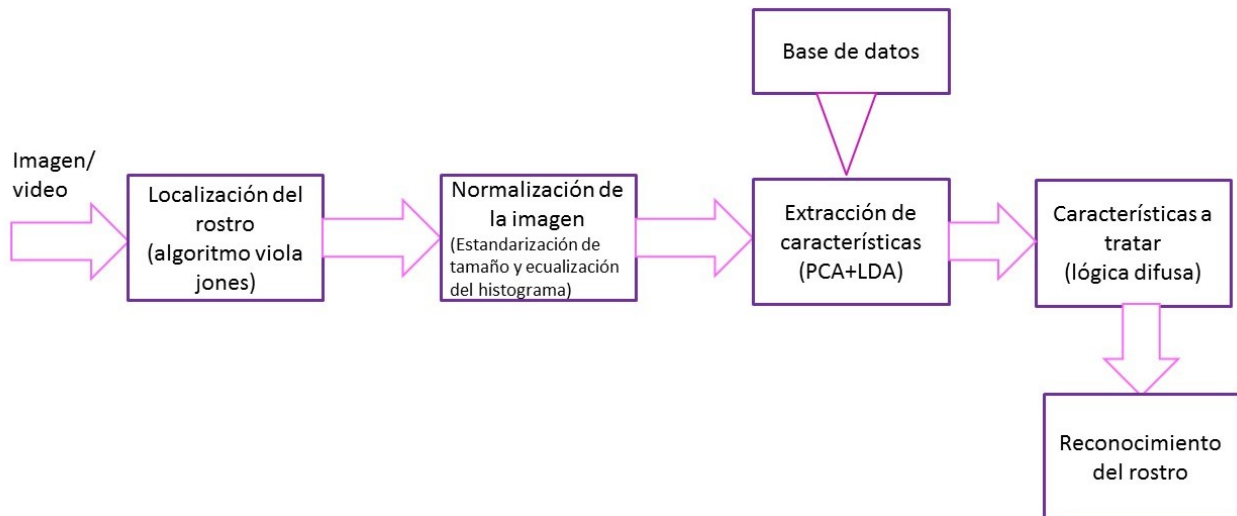 Imagen/
video
Localización del
rostro
(algoritmo viola
jones)
Normalización de
la imagen
(Estandarización de
tamaño y ecualización
del histograma)
Base de datos
Extracción de
características
(PCA+LDA)
Características a
tratar
(lógica difusa)
Reconocimiento
del rostro